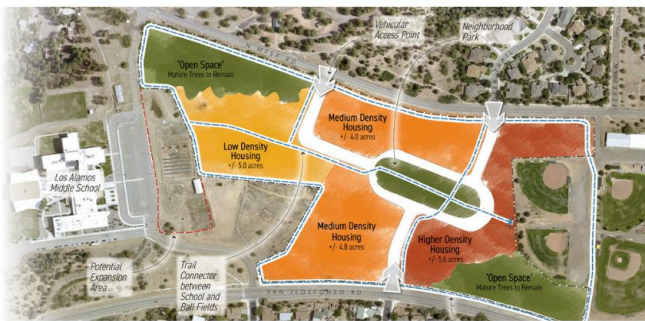 Vehicular
Access Point
Neighborhood
Park
'Open Space'
Mature Trees to Remain
Medium Density
Housing
+/- 4.0 acres
Low Density
Housing
+/- 5.0 acres
Los Alamos
Middle School
Medium Density
Housing
+/- 4.8 acres
Higher Density
Housing
+/- 5.6 acres
'Open Space'
Mature Trees to Remain
Potential
Expansion
Area
Trail
Connector
between
School and
Ball Fields
SAN ILDEFONSO RD